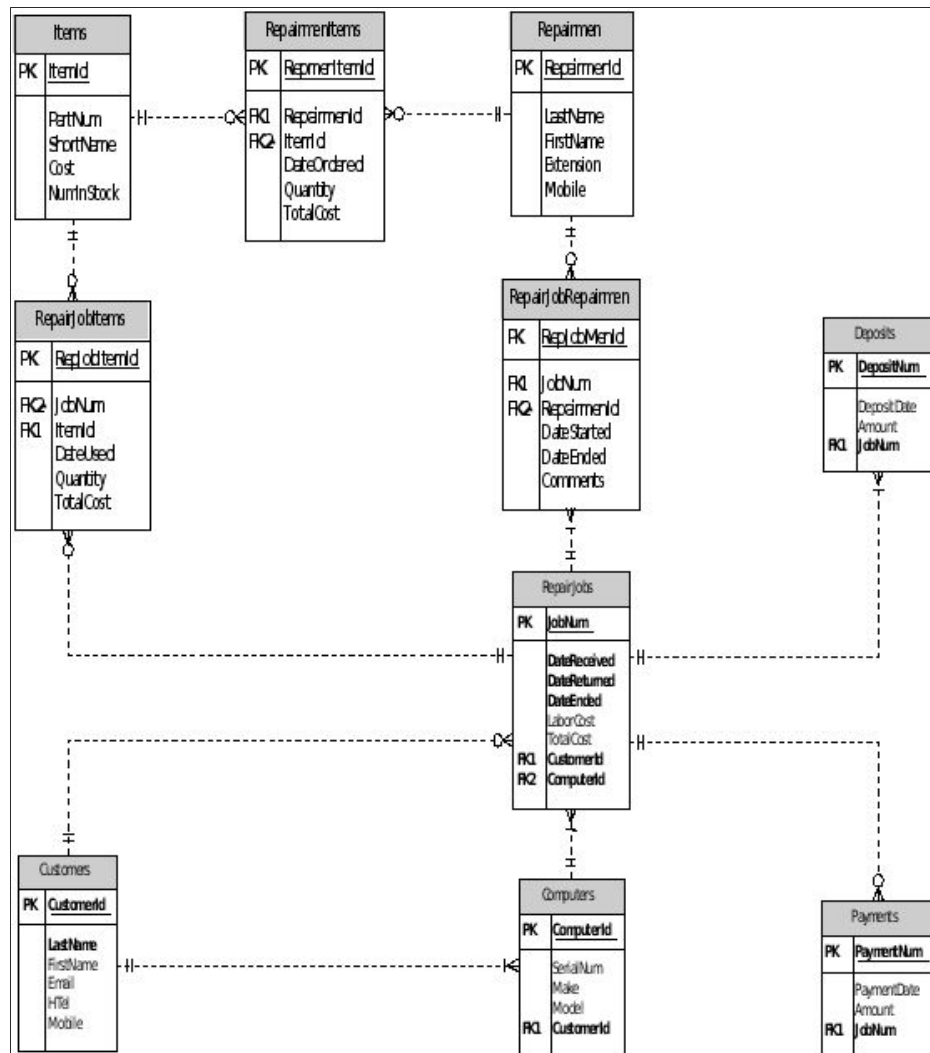 Items
PK ItemId
PartNum
ShortName
Cost
NumInStock
RepairmenItems
PK RepmenItemId
FK1 RepairmenId
FK2 ItemId
DateOrdered
Quantity
TotalCost
Repairmen
PK RepairmenId
LastName
FirstName
Extension
Mobile
RepairJobItems
PK RepJobItemId
FK2 JobNum
FK1 ItemId
DateUsed
Quantity
TotalCost
RepairJobRepairmen
PK RepJobMenId
FK1 JobNum
FK2 RepairmenId
DateStarted
DateEnded
Comments
Deposits
PK DepositNum
DepositDate
Amount
FK1 JobNum
RepairJobs
PK JobNum
DateReceived
DateReturned
DateEnded
LaborCost
TotalCost
FK1 CustomerId
FK2 ComputerId
Customers
PK CustomerId
LastName
FirstName
Email
HTel
Mobile
Computers
PK ComputerId
SerialNum
Make
Model
FK1 CustomerId
Payments
PK PaymentNum
PaymentDate
Amount
FK1 JobNum